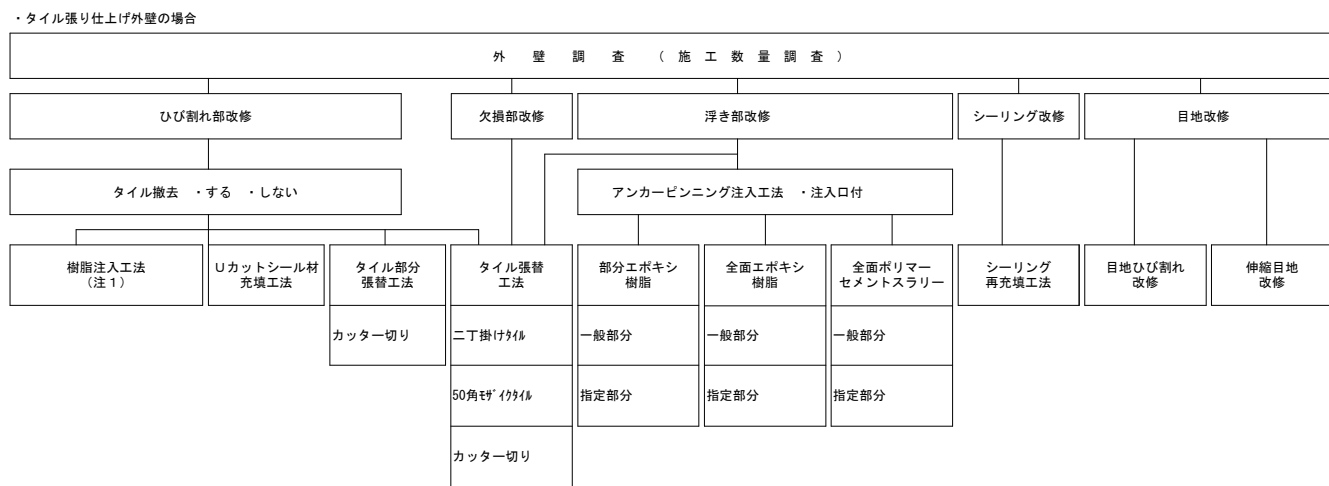 ・タイル張り仕上げ外壁の場合
外 壁 調 査 ( 施 工 数 量 調 査 )
ひび割れ部改修
欠損部改修
浮き部改修
シーリング改修
目地改修
タイル撤去 ・する ・しない
アンカーピンニング注入工法 ・注入口付
樹脂注入工法
(注１)
Ｕカットシール材
充填工法
タイル部分
張替工法
タイル張替
工法
部分エポキシ
樹脂
全面エポキシ
樹脂
全面ポリマー
セメントスラリー
シーリング
再充填工法
目地ひび割れ
改修
伸縮目地
改修
カッター切り
二丁掛けﾀｲﾙ
一般部分
一般部分
一般部分
50角ﾓｻﾞｲｸﾀｲﾙ
指定部分
指定部分
指定部分
カッター切り